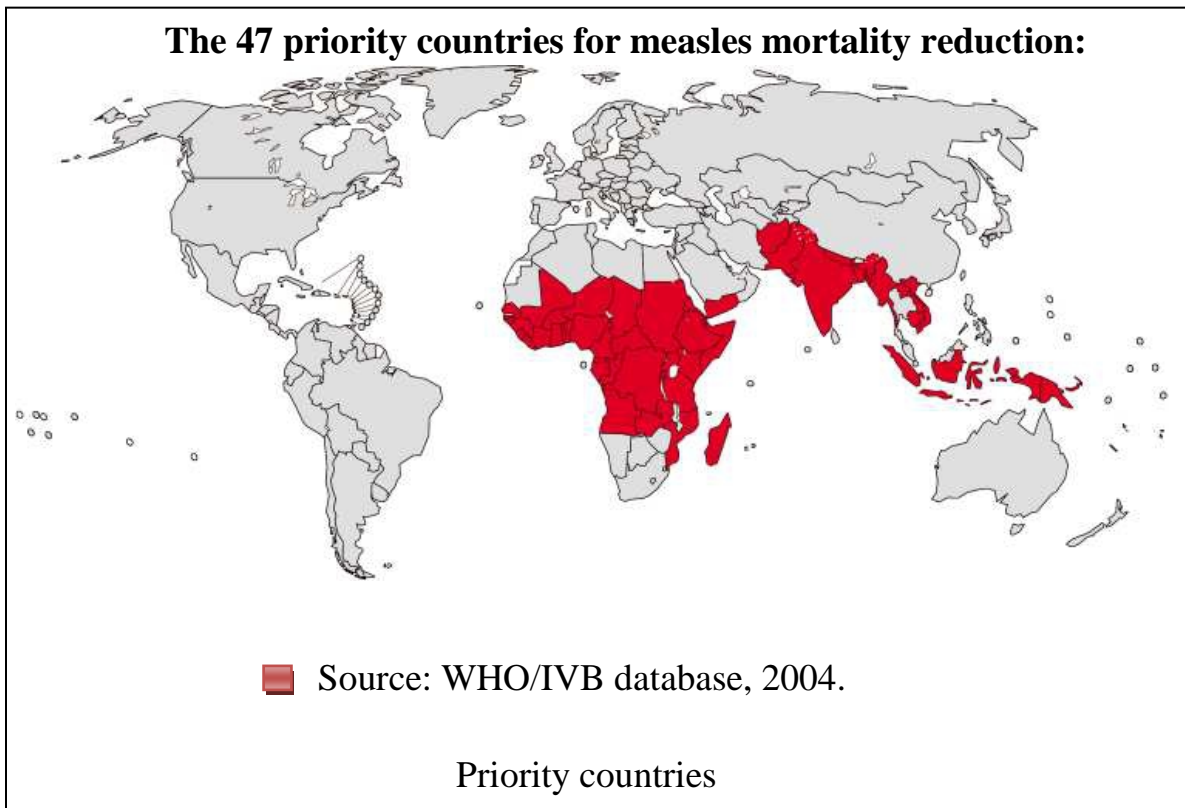 The 47 priority countries for measles mortality reduction:
Source: WHO/IVB database, 2004.
Priority countries